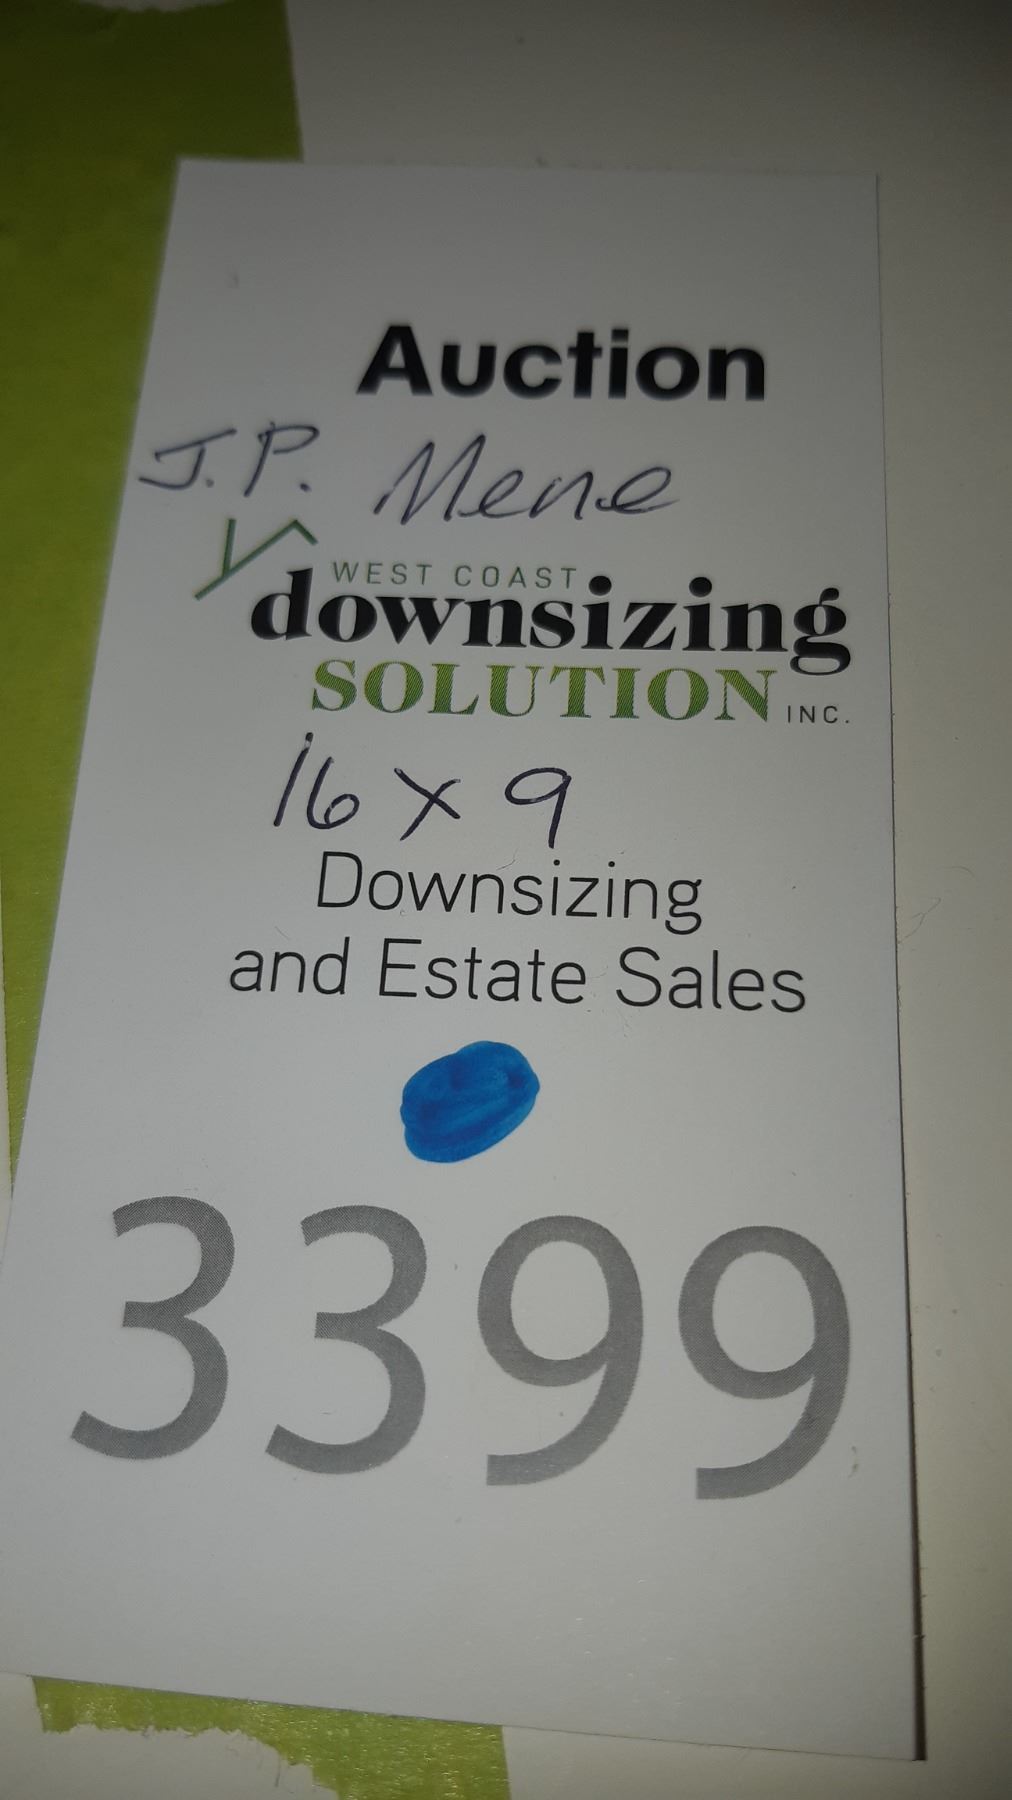 Auction
J.P. Mene
WEST COAST
downsizing
SOLUTION INC.
16 x 9
Downsizing
and Estate Sales
3399